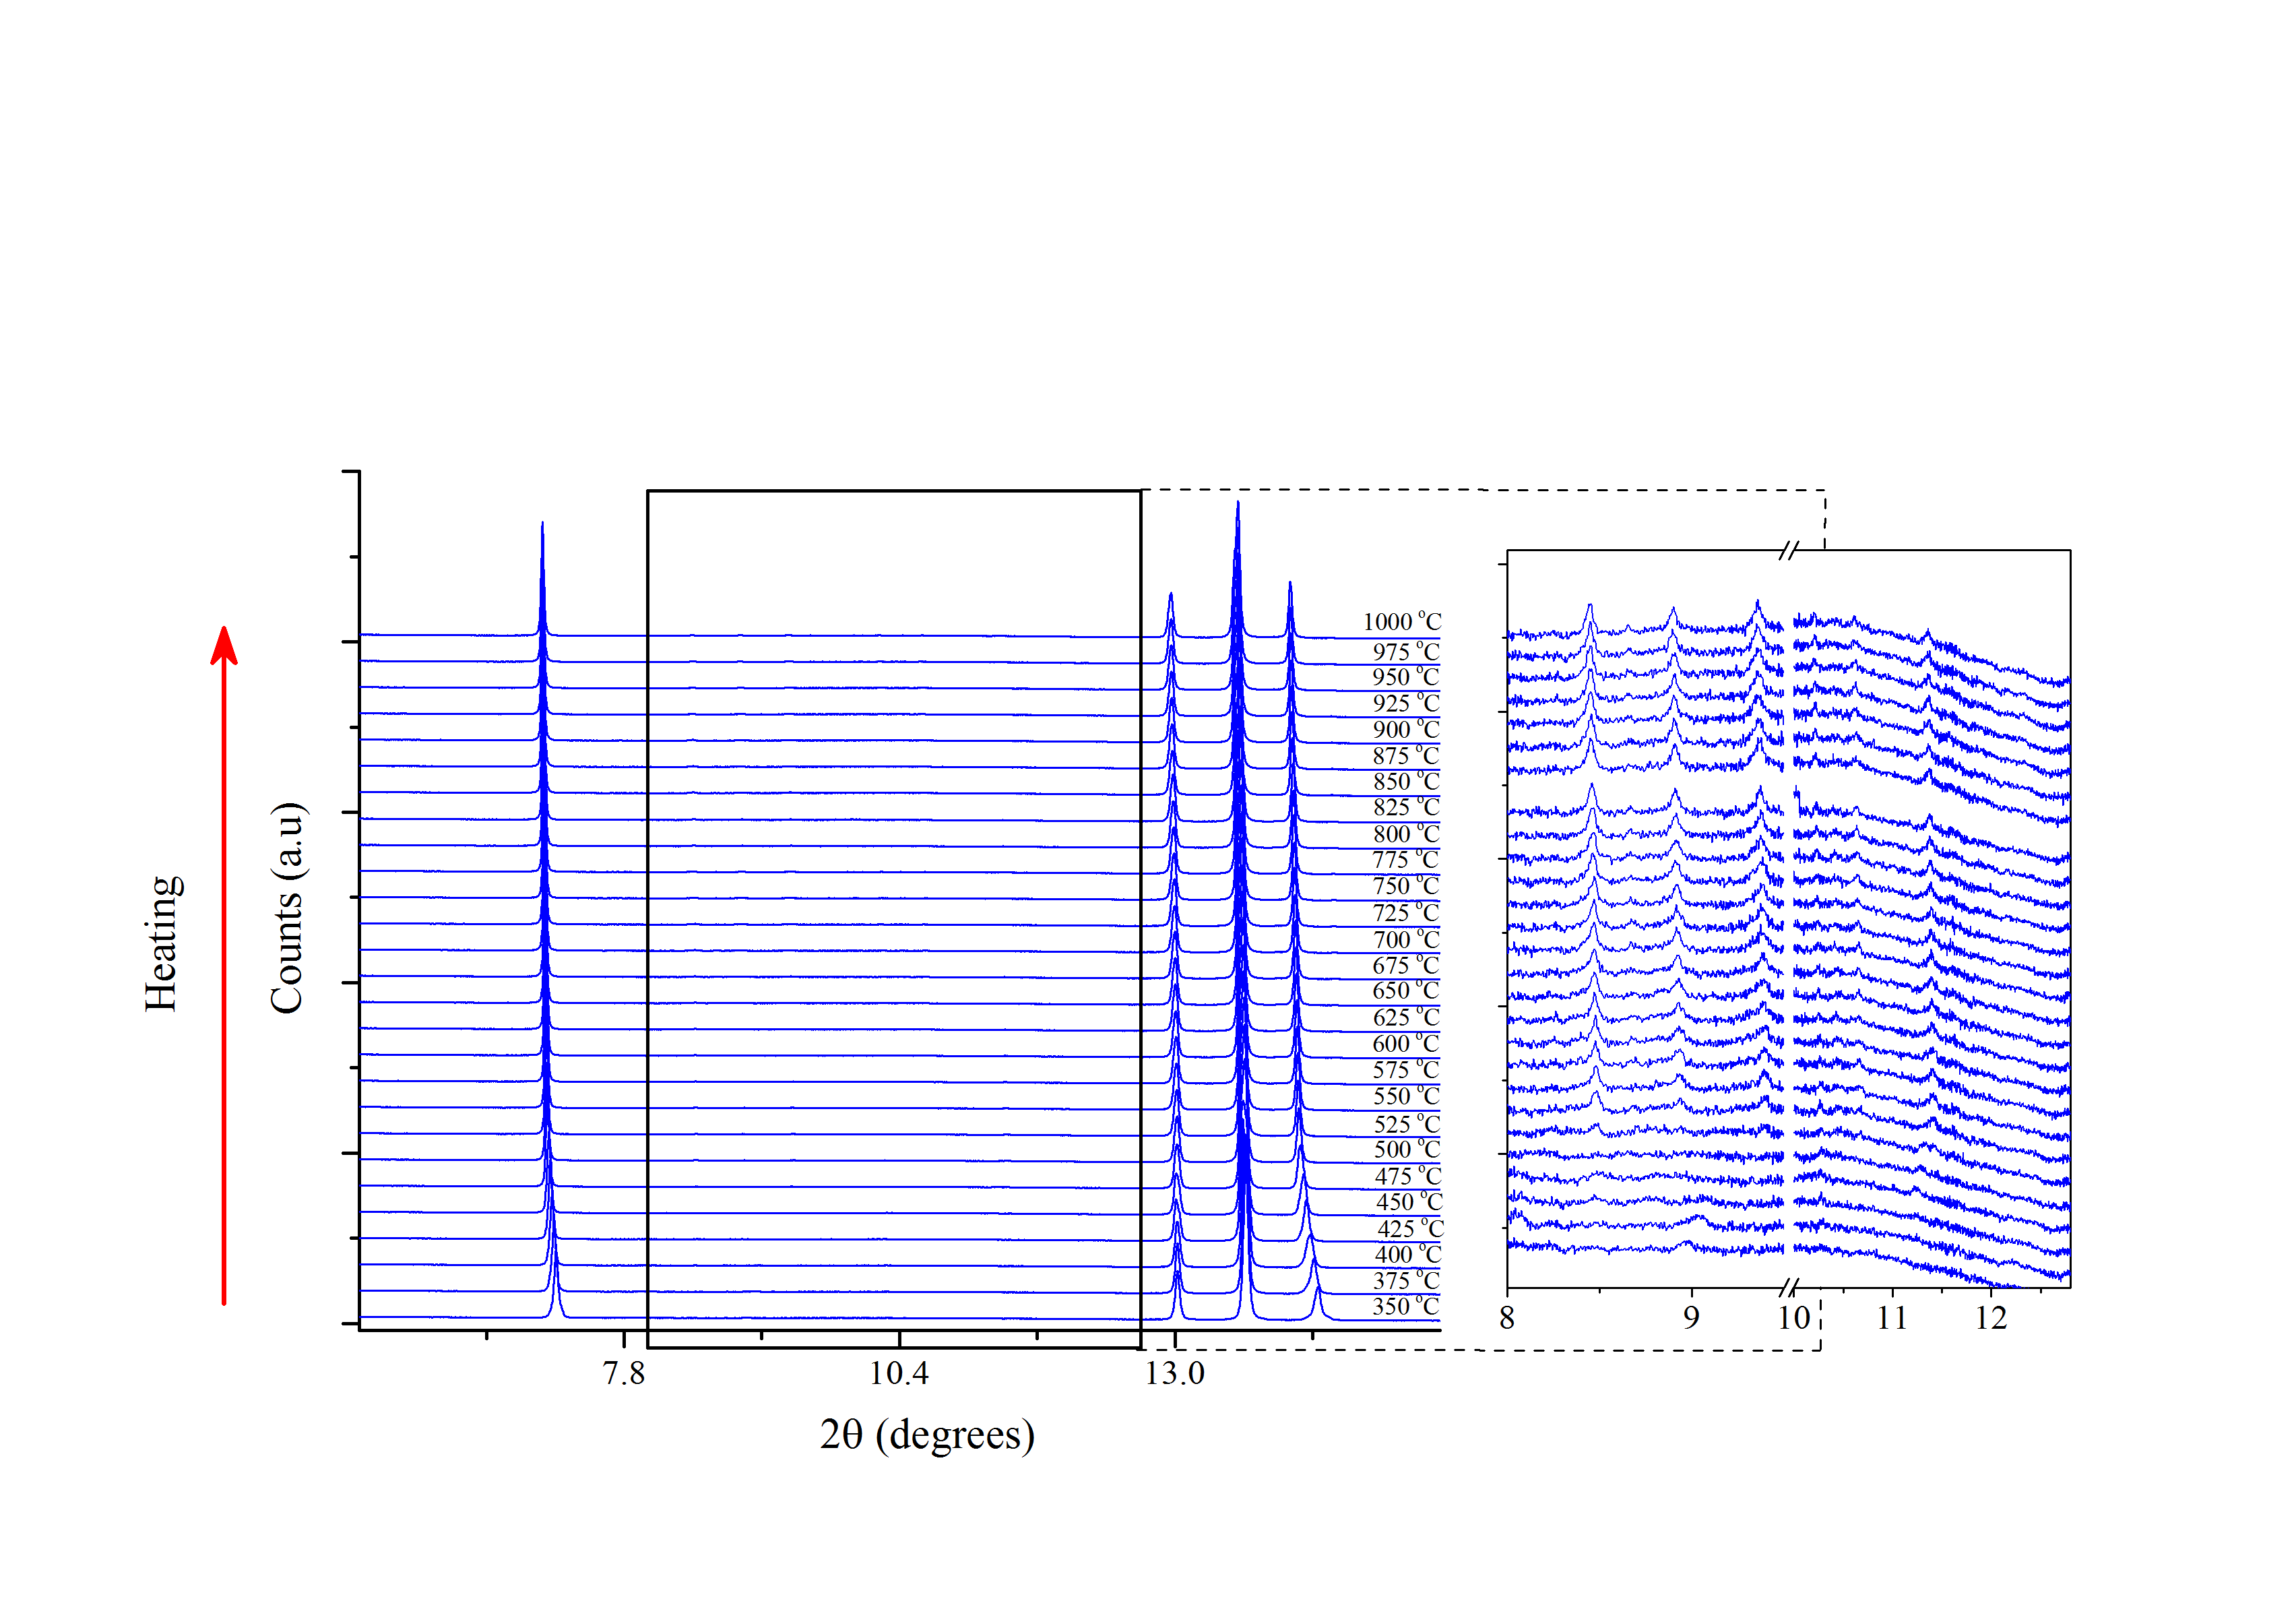 Heating
Counts (a.u)
1000 °C
975 °C
950 °C
925 °C
900 °C
875 °C
850 °C
825 °C
800 °C
775 °C
750 °C
725 °C
700 °C
675 °C
650 °C
625 °C
600 °C
575 °C
550 °C
525 °C
500 °C
475 °C
450 °C
425 °C
400 °C
375 °C
350 °C
7.8 10.4 13.0
2θ (degrees)
8 9 10 11 12